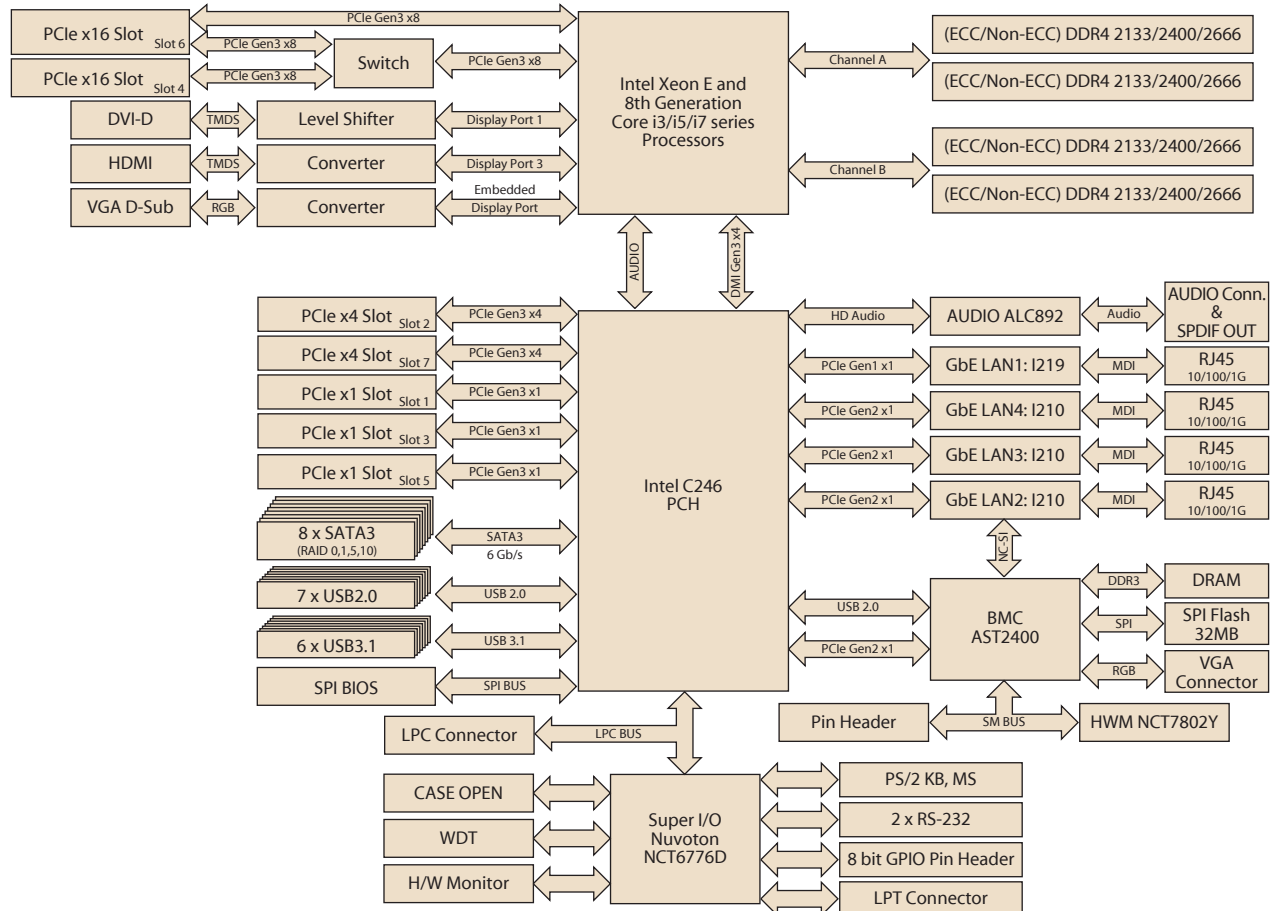 PCIe x16 Slot Slot 6
PCIe Gen3 x8
PCIe Gen3 x8
Switch
PCIe Gen3 x8
PCIe x16 Slot Slot 4
PCIe Gen3 x8
DVI-D
TMDS
Level Shifter
Display Port 1
HDMI
TMDS
Converter
Display Port 3
VGA D-Sub
RGB
Converter
Embedded
Display Port
Intel Xeon E and
8th Generation
Core i3/i5/i7 series
Processors
Channel A
(ECC/Non-ECC) DDR4 2133/2400/2666
(ECC/Non-ECC) DDR4 2133/2400/2666
Channel B
(ECC/Non-ECC) DDR4 2133/2400/2666
(ECC/Non-ECC) DDR4 2133/2400/2666
AUDIO
DMI Gen3 x4
PCIe x4 Slot Slot 2
PCIe Gen3 x4
PCIe x4 Slot Slot 7
PCIe Gen3 x4
PCIe x1 Slot Slot 1
PCIe Gen3 x1
PCIe x1 Slot Slot 3
PCIe Gen3 x1
PCIe x1 Slot Slot 5
PCIe Gen3 x1
8 x SATA3
(RAID 0,1,5,10)
SATA3
6 Gb/s
7 x USB2.0
USB 2.0
6 x USB3.1
USB 3.1
SPI BIOS
SPI BUS
Intel C246
PCH
HD Audio
AUDIO ALC892
Audio
AUDIO Conn.
&
SPDIF OUT
PCIe Gen1 x1
GbE LAN1: I219
MDI
RJ45
10/100/1G
PCIe Gen2 x1
GbE LAN4: I210
MDI
RJ45
10/100/1G
PCIe Gen2 x1
GbE LAN3: I210
MDI
RJ45
10/100/1G
PCIe Gen2 x1
GbE LAN2: I210
MDI
RJ45
10/100/1G
NC-SI
USB 2.0
PCIe Gen2 x1
BMC
AST2400
DDR3
DRAM
SPI
SPI Flash
32MB
RGB
VGA
Connector
Pin Header
SM BUS
HWM NCT7802Y
LPC Connector
LPC BUS
CASE OPEN
WDT
H/W Monitor
Super I/O
Nuvoton
NCT6776D
PS/2 KB, MS
2 x RS-232
8 bit GPIO Pin Header
LPT Connector